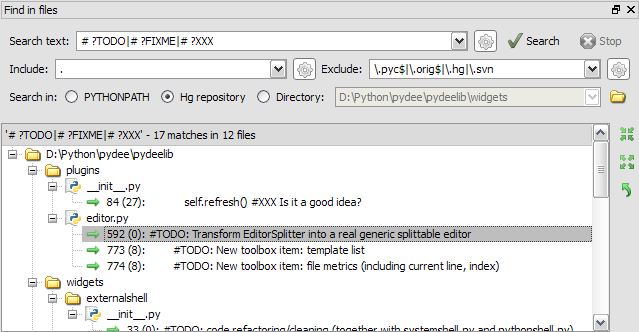 Find in files
Search text: # ?TODO|# ?FIXME|# ?XXX Search Stop
Include: . Exclude: \.pyc$|\.orig$|\.hg|\.svn
Search in: PYTHONPATH Hg repository Directory: D:\Python\pydee\pydeelib\widgets
'# ?TODO|# ?FIXME|# ?XXX' - 17 matches in 12 files
D:\Python\pydee\pydeelib
plugins
__init__.py
84 (27): self.refresh() #XXX Is it a good idea?
editor.py
592 (0): #TODO: Transform EditorSplitter into a real generic splittable editor
773 (8): #TODO: New toolbox item: template list
774 (8): #TODO: New toolbox item: file metrics (including current line, index)
widgets
externalshell
__init__.py
33 (0): #TODO: code refactoring/cleaning (together with systemshell.py and pythonshell.py)